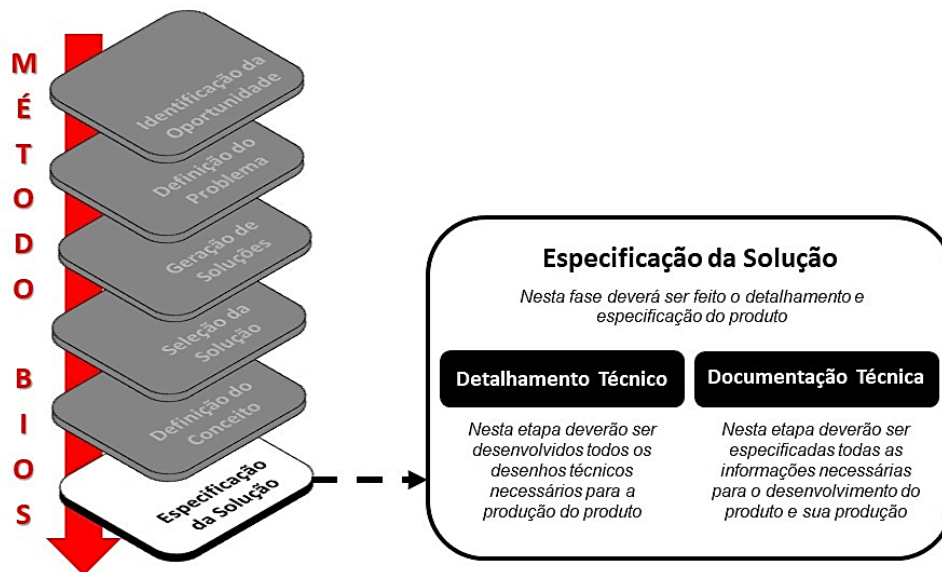 MÉTODO BIOS
Identificação da
Oportunidade
Definição do
Problema
Geração de
Soluções
Seleção da
Solução
Definição do
Conceito
Especificação
da Solução
Especificação da Solução
Nesta fase deverá ser feito o detalhamento e
especificação do produto
Detalhamento Técnico
Nesta etapa deverão ser
desenvolvidos todos os
desenhos técnicos
necessários para a
produção do produto
Documentação Técnica
Nesta etapa deverão ser
especificadas todas as
informações necessárias
para o desenvolvimento do
produto e sua produção